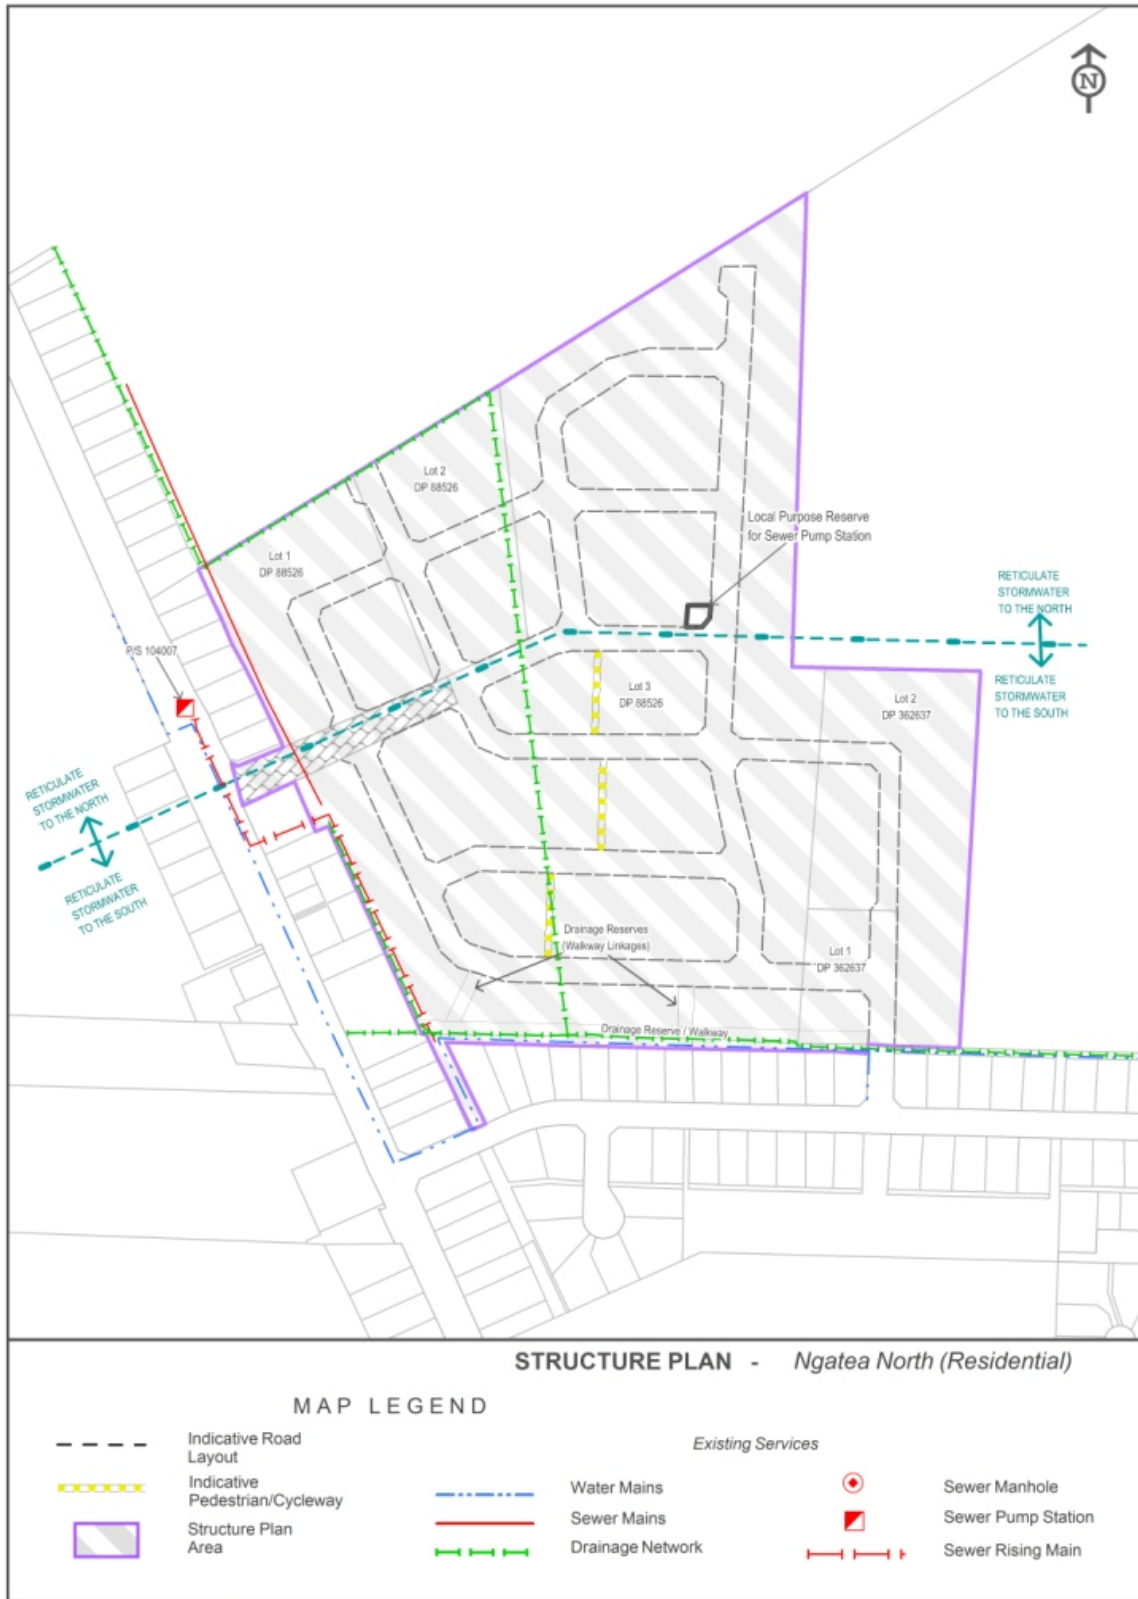 N
Lot 2
DP 88526
Local Purpose Reserve
for Sewer Pump Station
Lot 1
DP 88526
RETICULATE
STORMWATER
TO THE NORTH
P/S 104007
RETICULATE
STORMWATER
TO THE SOUTH
Lot 3
DP 88526
Lot 2
DP 362637
RETICULATE
STORMWATER
TO THE NORTH
RETICULATE
STORMWATER
TO THE SOUTH
Drainage Reserves
(Walkway Linkages)
Lot 1
DP 362637
Drainage Reserve / Walkway
STRUCTURE PLAN - Ngatea North (Residential)
MAP LEGEND
Indicative Road
Layout
Indicative
Pedestrian/Cycleway
Structure Plan
Area
Existing Services
Water Mains
Sewer Mains
Drainage Network
Sewer Manhole
Sewer Pump Station
Sewer Rising Main